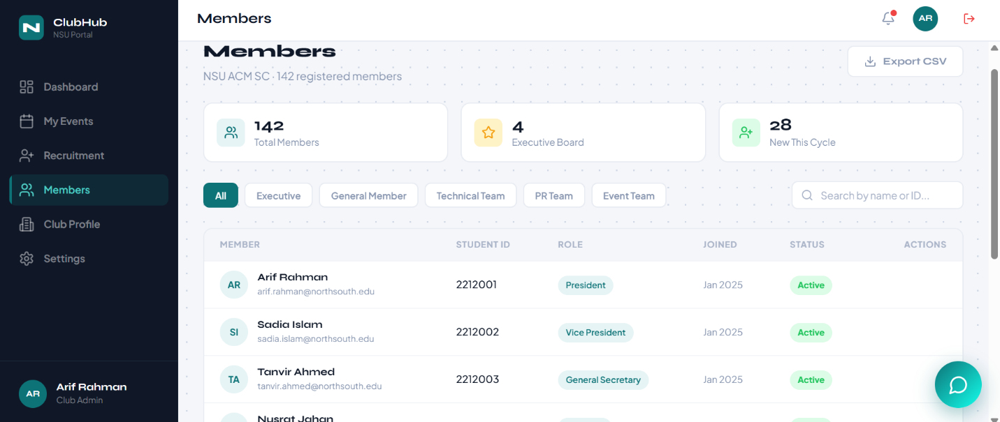 ClubHub
NSU Portal
Dashboard
My Events
Recruitment
Members
Club Profile
Settings
AR
Arif Rahman
Club Admin
Members
AR
Members
NSU ACM SC · 142 registered members
Export CSV
142
Total Members
4
Executive Board
28
New This Cycle
All Executive General Member Technical Team PR Team Event Team Search by name or ID...
MEMBER STUDENT ID ROLE JOINED STATUS ACTIONS
AR Arif Rahman 2212001 President Jan 2025 Active
arif.rahman@northsouth.edu
SI Sadia Islam 2212002 Vice President Jan 2025 Active
sadia.islam@northsouth.edu
TA Tanvir Ahmed 2212003 General Secretary Jan 2025 Active
tanvir.ahmed@northsouth.edu
Nusrat Jahan